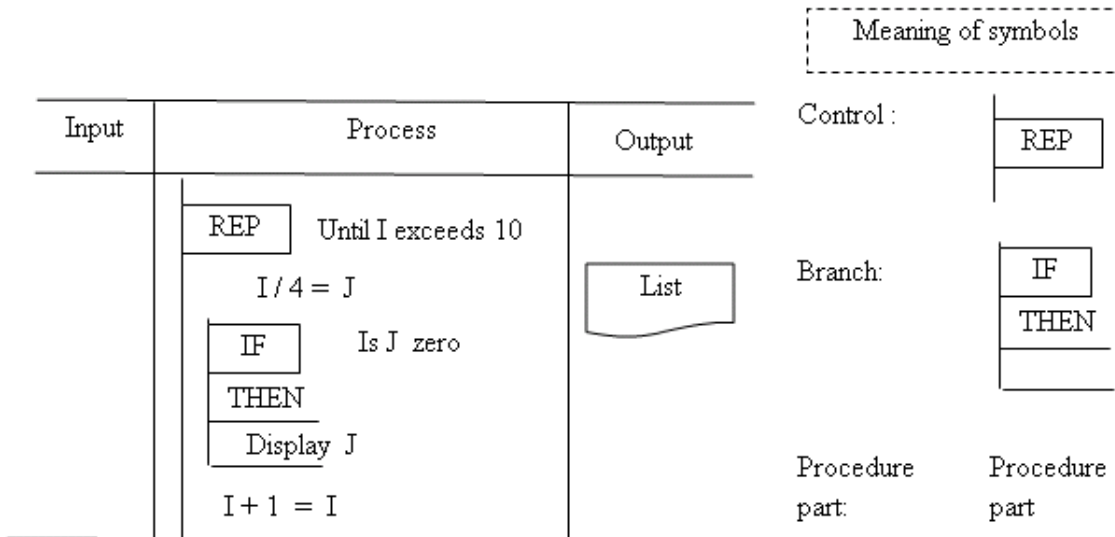 Meaning of symbols
Input
Process
Output
REP Until I exceeds 10
I / 4 = J
IF Is J zero
THEN
Display J
I + 1 = I
List
Control :
REP
Branch:
IF
THEN
Procedure
part:
Procedure
part